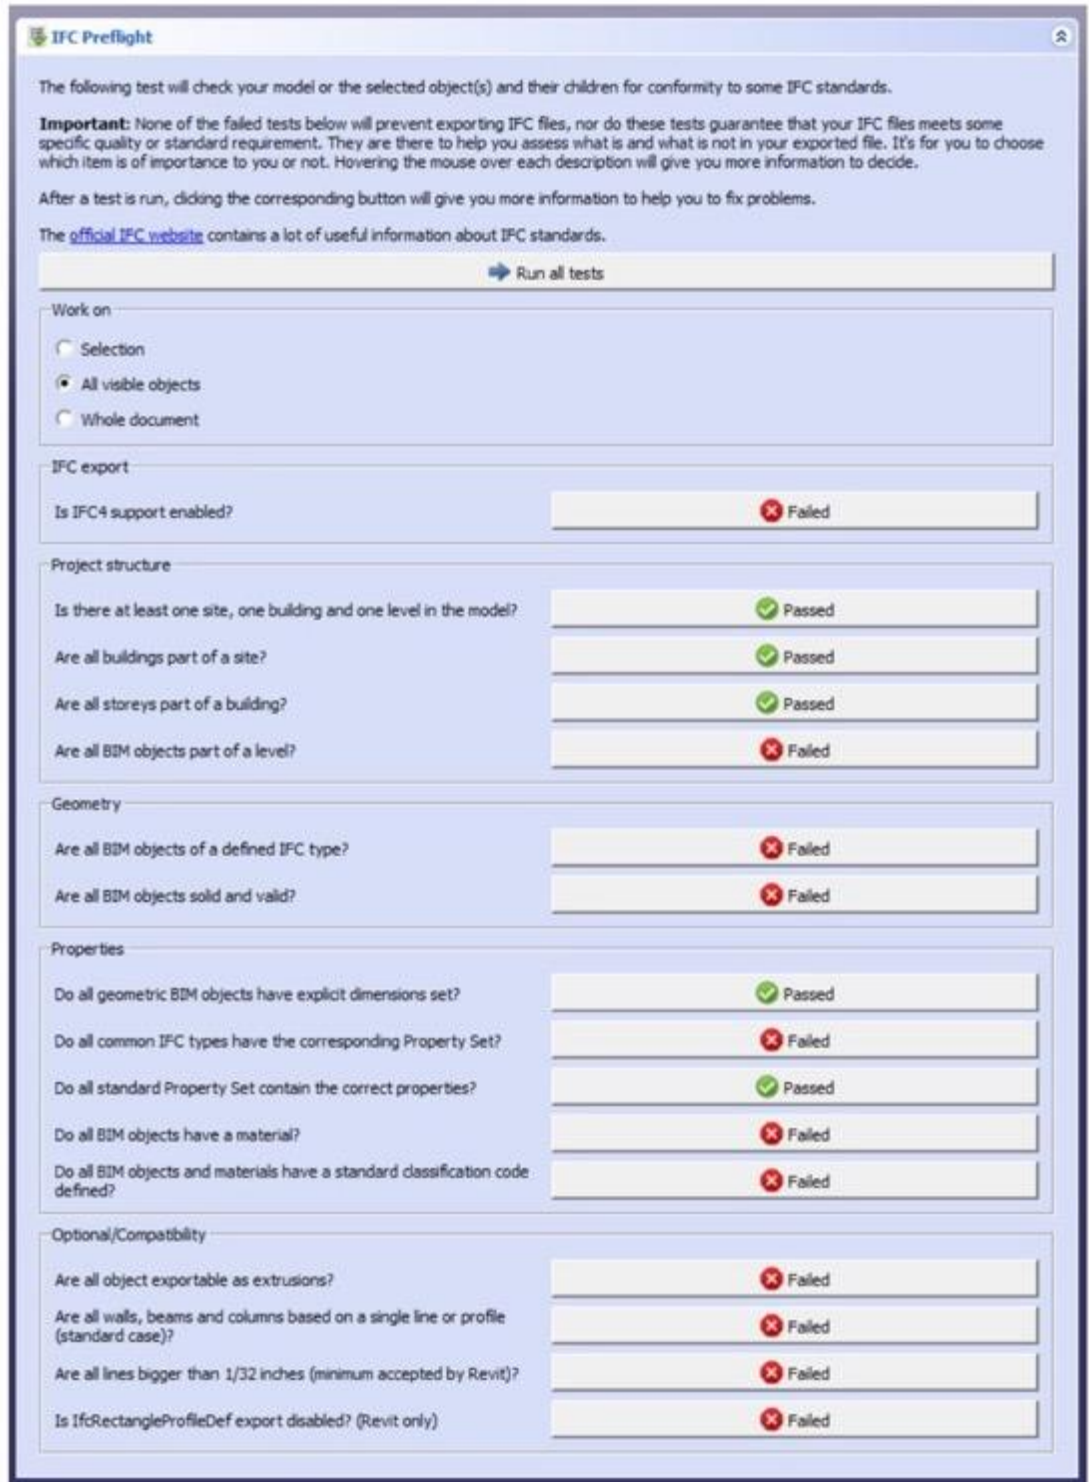 IFC Preflight
The following test will check your model or the selected object(s) and their children for conformity to some IFC standards.
Important: None of the failed tests below will prevent exporting IFC files, nor do these tests guarantee that your IFC files meets some
specific quality or standard requirement. They are there to help you assess what is and what is not in your exported file. It's for you to choose
which item is of importance to you or not. Hovering the mouse over each description will give you more information to decide.
After a test is run, clicking the corresponding button will give you more information to help you to fix problems.
The official IFC website contains a lot of useful information about IFC standards.
Run all tests
Work on
Selection
All visible objects
Whole document
IFC export
Is IFC4 support enabled? Failed
Project structure
Is there at least one site, one building and one level in the model? Passed
Are all buildings part of a site? Passed
Are all storeys part of a building? Passed
Are all BIM objects part of a level? Failed
Geometry
Are all BIM objects of a defined IFC type? Failed
Are all BIM objects solid and valid? Failed
Properties
Do all geometric BIM objects have explicit dimensions set? Passed
Do all common IFC types have the corresponding Property Set? Failed
Do all standard Property Set contain the correct properties? Passed
Do all BIM objects have a material? Failed
Do all BIM objects and materials have a standard classification code
defined? Failed
Optional/Compatibility
Are all object exportable as extrusions? Failed
Are all walls, beams and columns based on a single line or profile
(standard case)? Failed
Are all lines bigger than 1/32 inches (minimum accepted by Revit)? Failed
Is IfcRectangleProfileDef export disabled? (Revit only) Failed